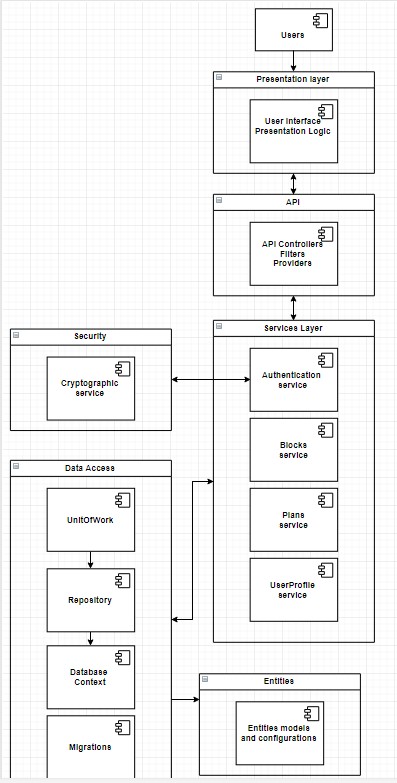 Users
Presentation layer
User Interface
Presentation Logic
API
API Controllers
Filters
Providers
Services Layer
Authentication
service
Blocks
service
Plans
service
UserProfile
service
Security
Cryptographic
service
Data Access
UnitOfWork
Repository
Database
Context
Migrations
Entities
Entities models
and configurations